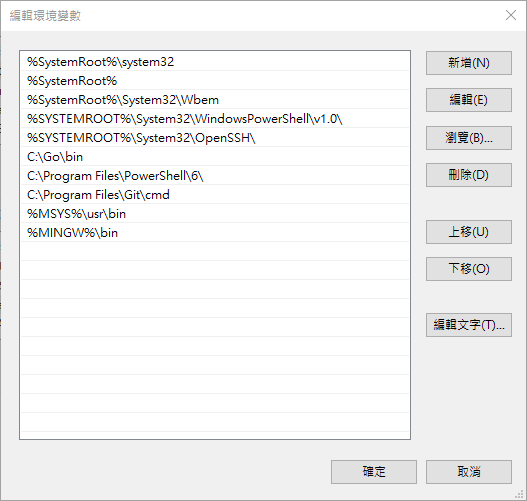 編輯環境變數
%SystemRoot%\system32
%SystemRoot%
%SystemRoot%\System32\Wbem
%SYSTEMROOT%\System32\WindowsPowerShell\v1.0\
%SYSTEMROOT%\System32\OpenSSH\
C:\Go\bin
C:\Program Files\PowerShell\6\
C:\Program Files\Git\cmd
%MSYS%\usr\bin
%MINGW%\bin
新增(N)
編輯(E)
瀏覽(B)...
刪除(D)
上移(U)
下移(O)
編輯文字(T)...
確定
取消